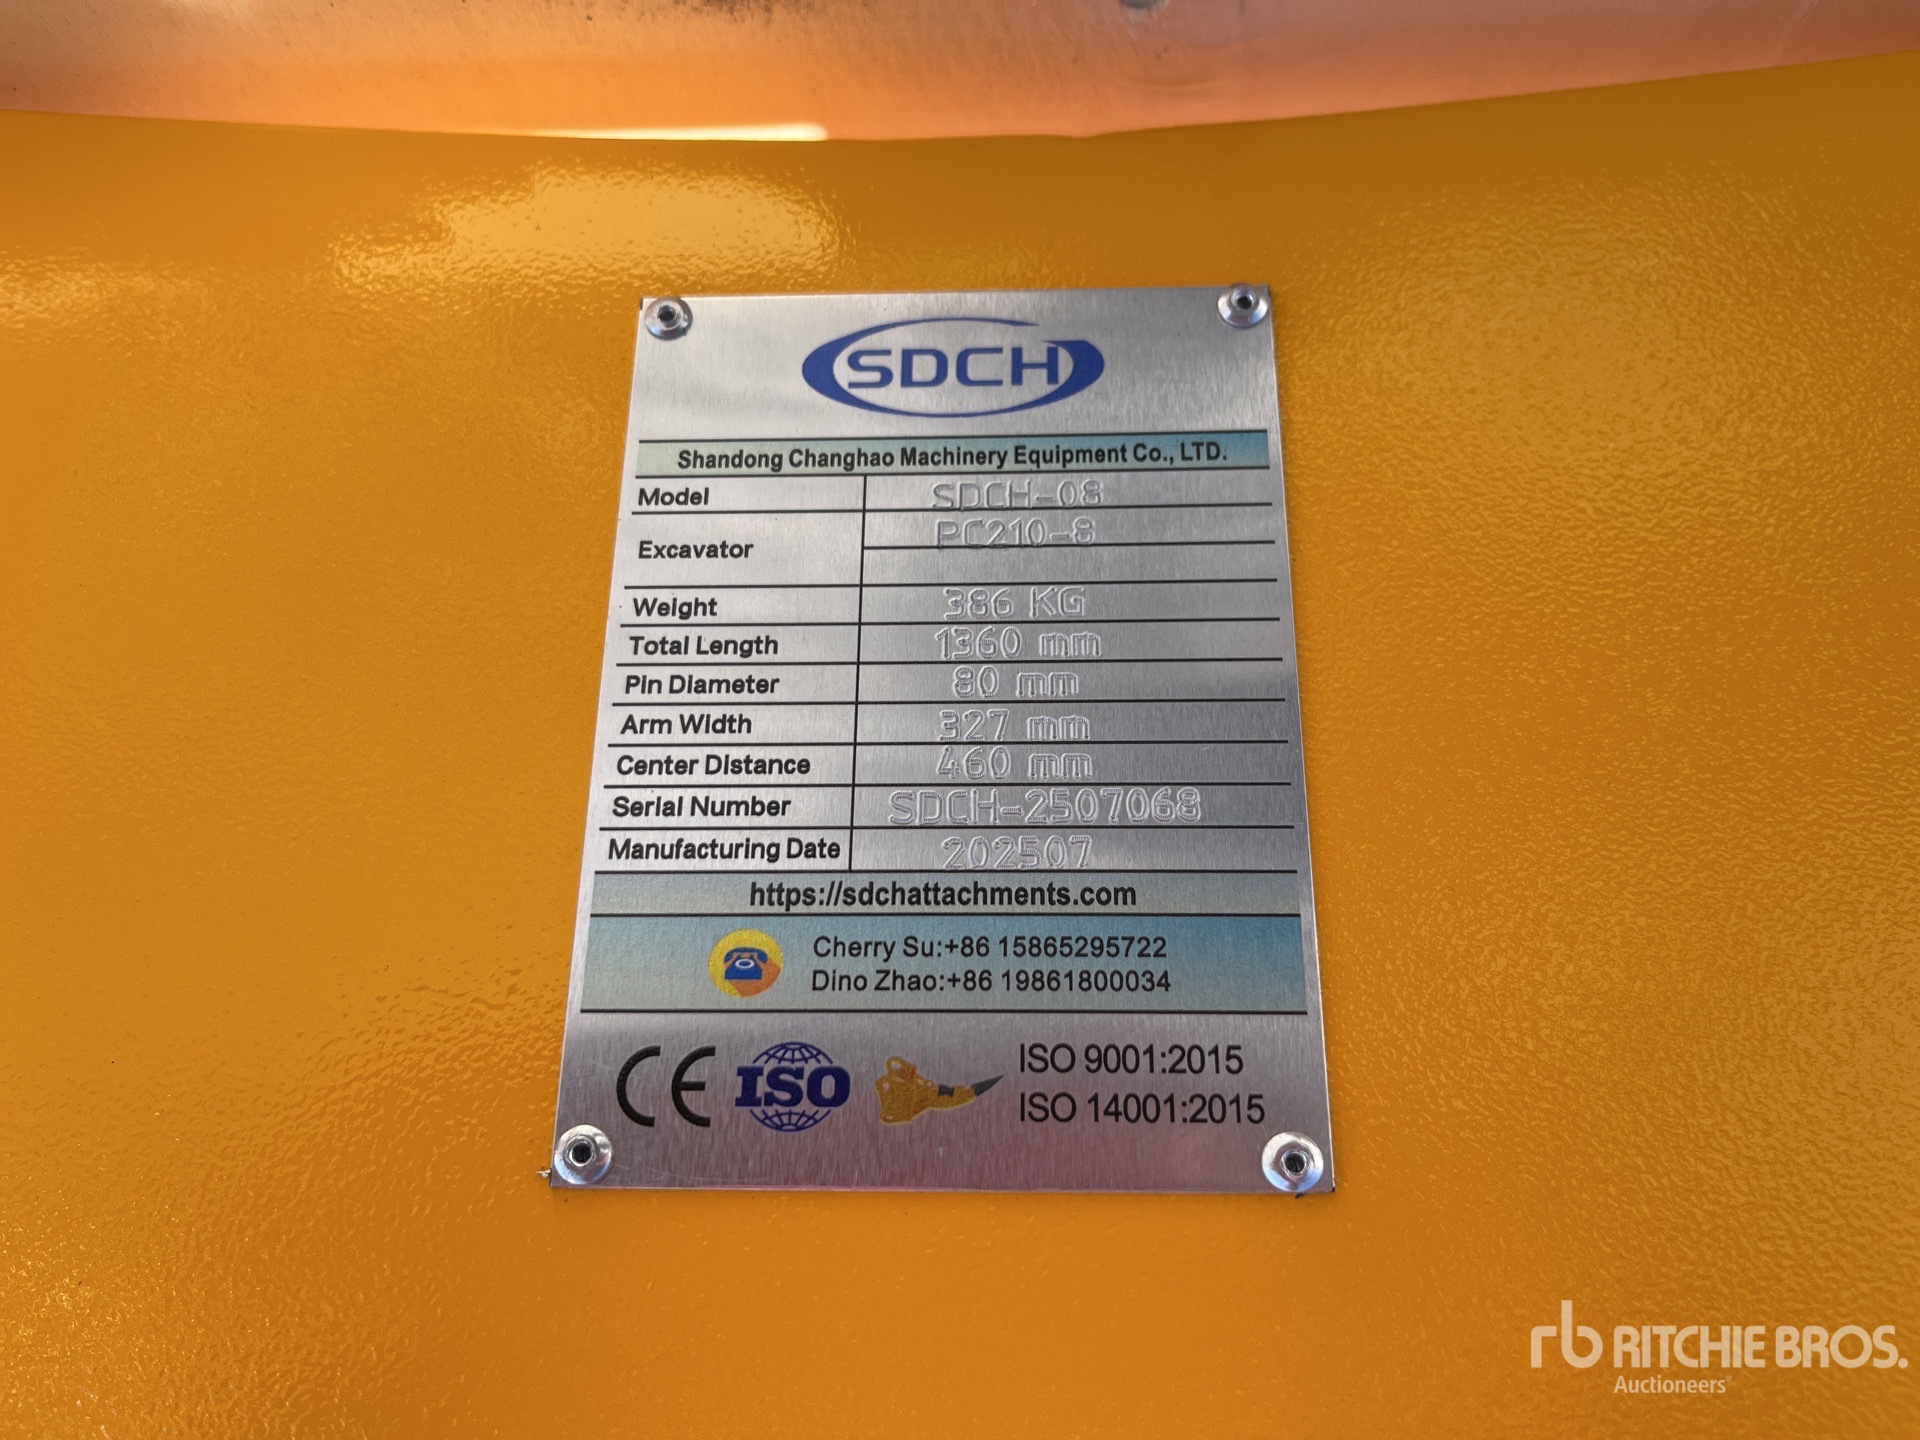 SDCH
Shandong Changhao Machinery Equipment Co., LTD.
Model SDCH-08
Excavator PC210-8
Weight 386 KG
Total Length 1360 mm
Pin Diameter 80 mm
Arm Width 327 mm
Center Distance 460 mm
Serial Number SDCH-2507068
Manufacturing Date 202507
https://sdchattachments.com
Cherry Su:+86 15865295722
Dino Zhao:+86 19861800034
CE ISO ISO 9001:2015
ISO 14001:2015
rb RITCHIE BROS.
Auctioneers